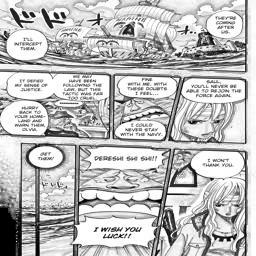 ドド
THEY'RE
COMING
AFTER
US!
I'LL
INTERCEPT
THEM.
SAUL,
YOU'LL NEVER BE
ABLE TO REJOIN THE
FORCE AGAIN.
FINE
WITH ME. WITH
THESE DOUBTS
I FEEL...
I COULD
NEVER STAY
WITH THE NAVY.
WE MAY
HAVE BEEN
FOLLOWING THE
LAW, BUT THIS
TACTIC WAS FAR
TOO CRUEL.
IT DEFIED
MY SENSE OF
JUSTICE.
HURRY
BACK TO
YOUR HOME-
LAND AND
WARN THEM,
OLVIA.
I WON'T
THANK YOU.
DERESHI SHI SHI!!
I WISH YOU
LUCK!!
GET
THEM!